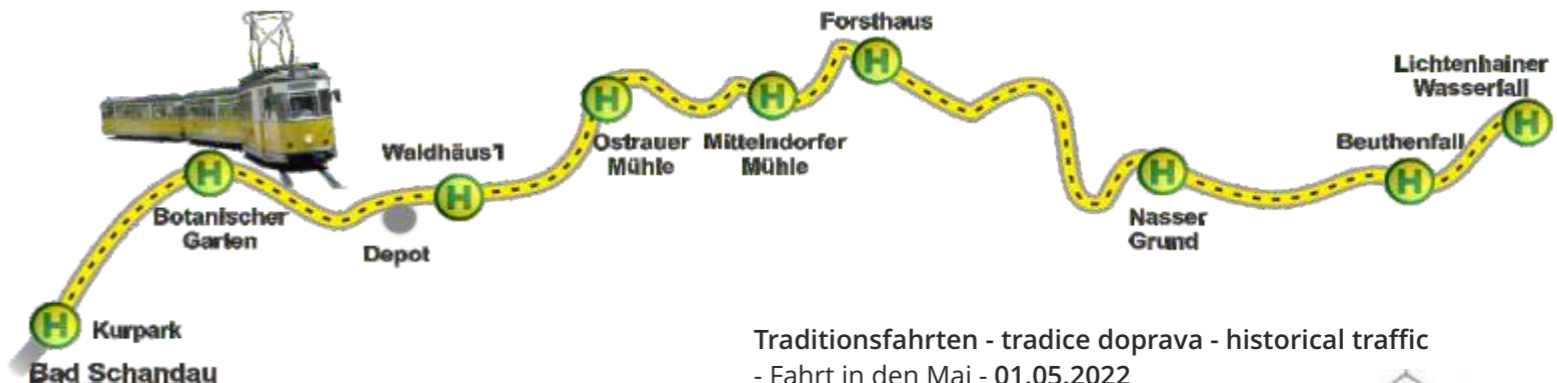 Forsthaus
Lichtenhainer
Wasserfall
Waldhäus'l
Ostrauer
Mühle
Mittelndorfer
Mühle
Beuthenfall
Botanischer
Garten
Depot
Nasser
Grund
H
H
H
H
H
H
H
H
H
Kurpark
Bad Schandau
Traditionsfahrten - tradice doprava - historical traffic
- Fahrt in den Mai - 01.05.2022